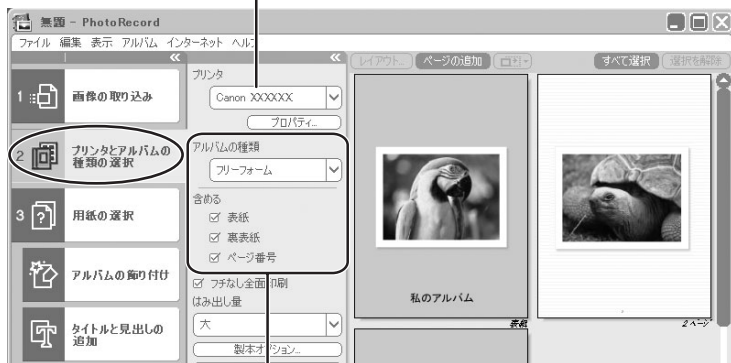 無題 - PhotoRecord
ファイル 編集 表示 アルバム インターネット ヘルプ
1 画像の取り込み
2 プリンタとアルバムの
種類の選択
3 用紙の選択
アルバムの飾り付け
タイトルと見出しの
追加
プリンタ
Canon XXXXXX
プロパティ...
アルバムの種類
フリーフォーム
含める
表紙
裏表紙
ページ番号
フチなし全面印刷
はみ出し量
大
製本オプション...
レイアウト... ページの追加 すべて選択 選択を解除
私のアルバム
表紙
2 ページ